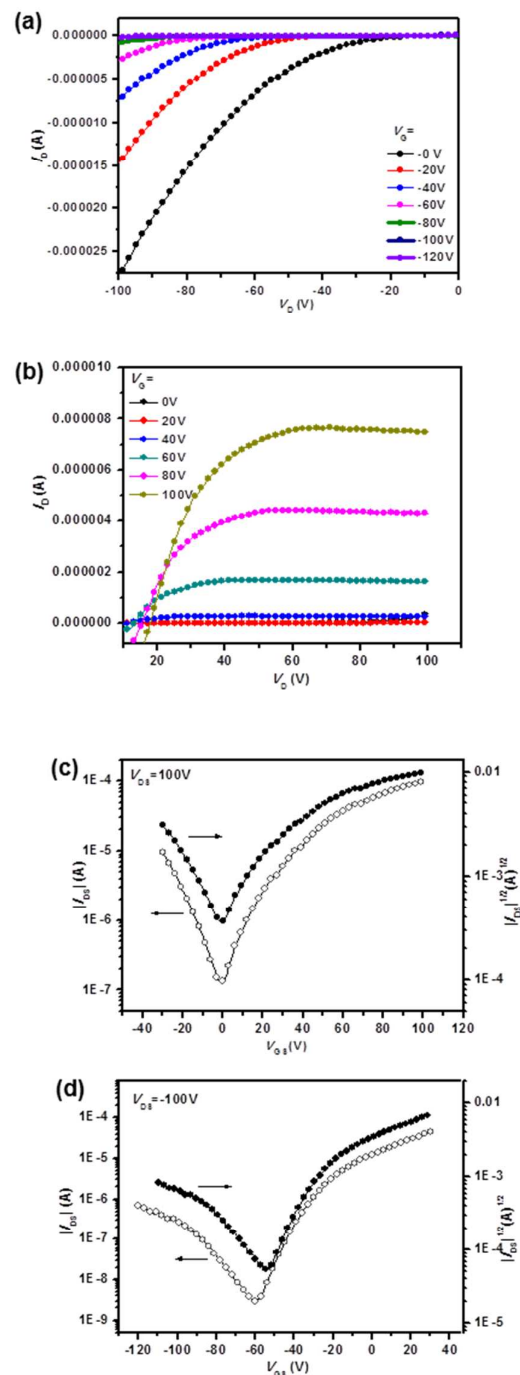 (a)
0.000000
-0.000005
-0.000010
-0.000015
-0.000020
-0.000025
I_D (A)
V_G=
-0 V
-20V
-40V
-60V
-80V
-100V
-120V
-100 -80 -60 -40 -20 0
V_D (V)
(b)
0.000010
0.000008
0.000006
0.000004
0.000002
0.000000
I_D (A)
V_G=
0V
20V
40V
60V
80V
100V
20 40 60 80 100
V_D (V)
(c)
V_DS=100V
1E-4
1E-5
1E-6
1E-7
|I_DS| (A)
0.01
1E-3
1E-4
|I_DS|^1/2 (A)^1/2
-40 -20 0 20 40 60 80 100 120
V_GS (V)
(d)
V_DS=-100V
1E-4
1E-5
1E-6
1E-7
1E-8
1E-9
|I_DS| (A)
0.01
1E-3
1E-4
1E-5
|I_DS|^1/2 (A)^1/2
-120 -100 -80 -60 -40 -20 0 20 40
V_GS (V)